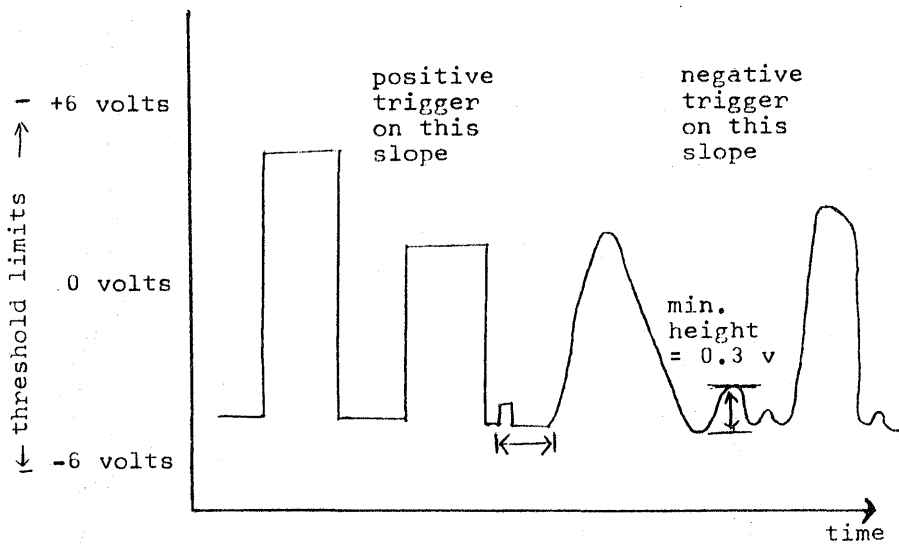 threshold limits
+6 volts
0 volts
-6 volts
positive
trigger
on this
slope
negative
trigger
on this
slope
min.
height
= 0.3 v
time